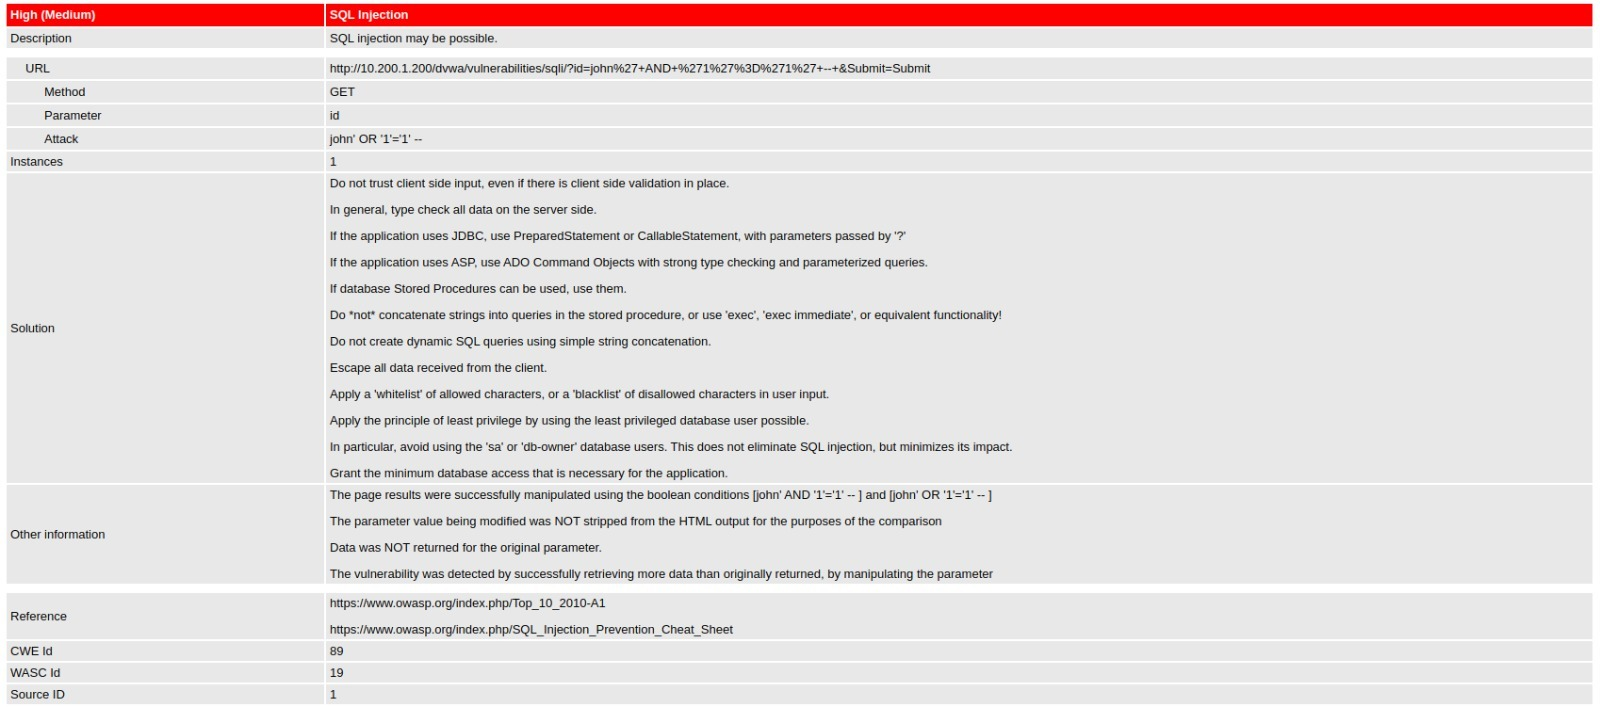 High (Medium) SQL Injection
Description SQL injection may be possible.
URL http://10.200.1.200/dvwa/vulnerabilities/sqli/?id=john%27+AND+%271%27%3D%271%27+--+&Submit=Submit
Method GET
Parameter id
Attack john' OR '1'='1' --
Instances 1
Solution
Do not trust client side input, even if there is client side validation in place.
In general, type check all data on the server side.
If the application uses JDBC, use PreparedStatement or CallableStatement, with parameters passed by '?'
If the application uses ASP, use ADO Command Objects with strong type checking and parameterized queries.
If database Stored Procedures can be used, use them.
Do *not* concatenate strings into queries in the stored procedure, or use 'exec', 'exec immediate', or equivalent functionality!
Do not create dynamic SQL queries using simple string concatenation.
Escape all data received from the client.
Apply a 'whitelist' of allowed characters, or a 'blacklist' of disallowed characters in user input.
Apply the principle of least privilege by using the least privileged database user possible.
In particular, avoid using the 'sa' or 'db-owner' database users. This does not eliminate SQL injection, but minimizes its impact.
Grant the minimum database access that is necessary for the application.
Other information
The page results were successfully manipulated using the boolean conditions [john' AND '1'='1' -- ] and [john' OR '1'='1' -- ]
The parameter value being modified was NOT stripped from the HTML output for the purposes of the comparison
Data was NOT returned for the original parameter.
The vulnerability was detected by successfully retrieving more data than originally returned, by manipulating the parameter
Reference
https://www.owasp.org/index.php/Top_10_2010-A1
https://www.owasp.org/index.php/SQL_Injection_Prevention_Cheat_Sheet
CWE Id 89
WASC Id 19
Source ID 1